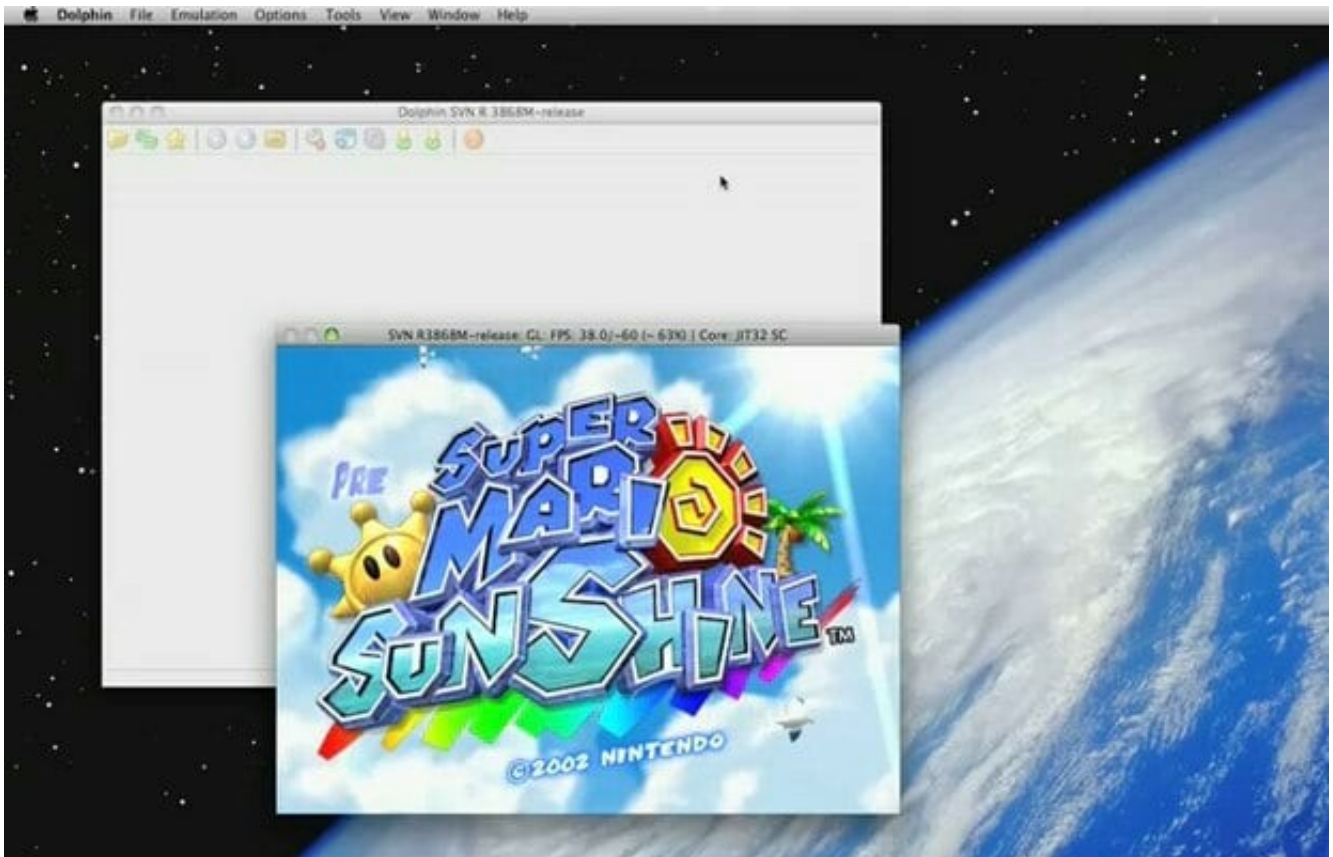 Dolphin File Emulation Options Tools View Window Help
Dolphin SVN R 3868M-release
SVN R3868M-release: GL: FPS: 38.0/~60 (~ 63%) | Core: JIT32 SC
PRE
SUPER
MARIO
SUNSHINE TM
©2002 NINTENDO